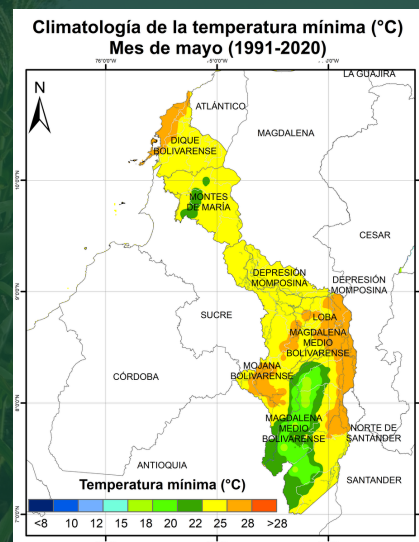 Climatología de la temperatura mínima (°C)
Mes de mayo (1991-2020)
76°0'0"W
LA GUAJIRA
N
ATLÁNTICO
MAGDALENA
DIQUE
BOLIVARENSE
10°0'0"N
MONTES
DE MARÍA
CESAR
DEPRESIÓN
MOMPOSINA
DEPRESIÓN
MOMPOSINA
9°0'0"N
SUCRE
LOBA
MAGDALENA
MEDIO
BOLIVARENSE
MOJANA
BOLIVARENSE
CÓRDOBA
8°0'0"N
MAGDALENA
MEDIO
BOLIVARENSE
NORTE DE
SANTANDER
ANTIOQUIA
SANTANDER
Temperatura mínima (°C)
7°0'0"N
<8 10 12 15 18 20 22 25 28 >28